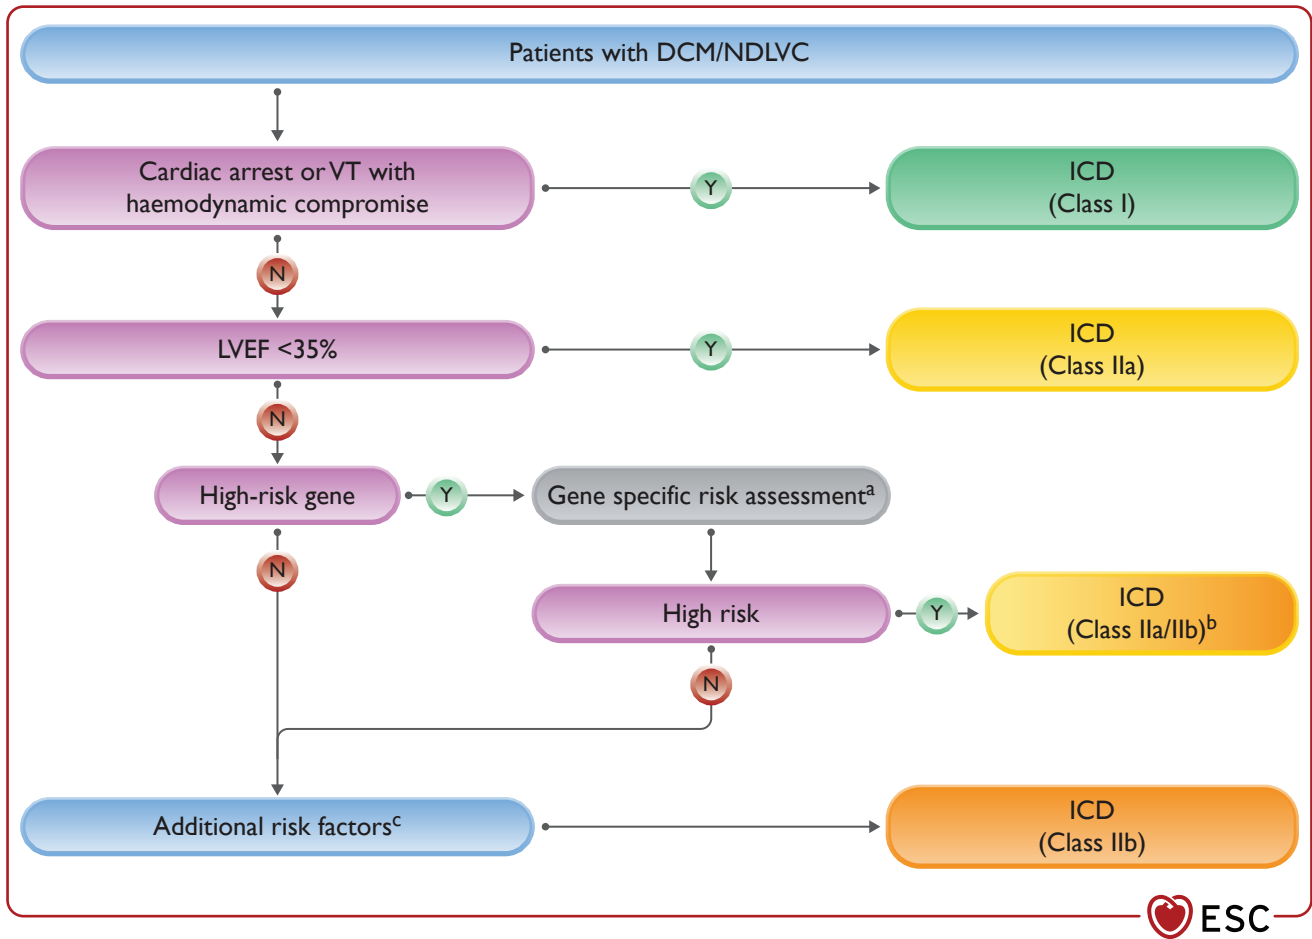 Patients with DCM/NDLVC
Cardiac arrest or VT with
haemodynamic compromise
Y
ICD
(Class I)
N
LVEF <35%
Y
ICD
(Class IIa)
N
High-risk gene
Y
Gene specific risk assessmentᵃ
N
High risk
Y
ICD
(Class IIa/IIb)ᵇ
N
Additional risk factorsᶜ
ICD
(Class IIb)
ESC